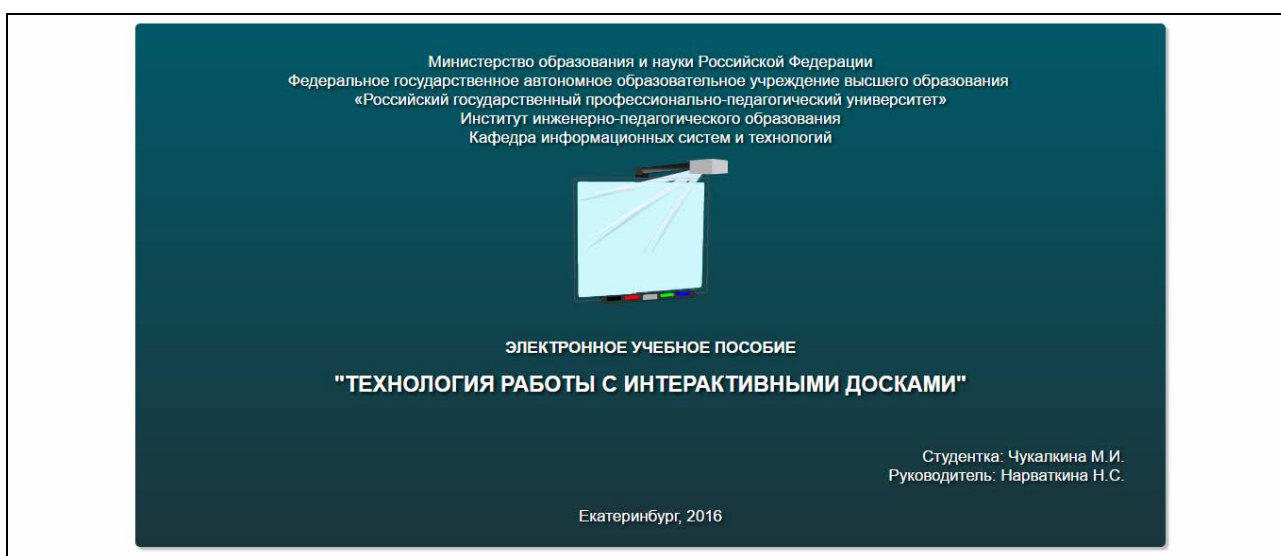 Министерство образования и науки Российской Федерации
Федеральное государственное автономное образовательное учреждение высшего образования
«Российский государственный профессионально-педагогический университет»
Институт инженерно-педагогического образования
Кафедра информационных систем и технологий
ЭЛЕКТРОННОЕ УЧЕБНОЕ ПОСОБИЕ
"ТЕХНОЛОГИЯ РАБОТЫ С ИНТЕРАКТИВНЫМИ ДОСКАМИ"
Студентка: Чукалкина М.И.
Руководитель: Нарваткина Н.С.
Екатеринбург, 2016